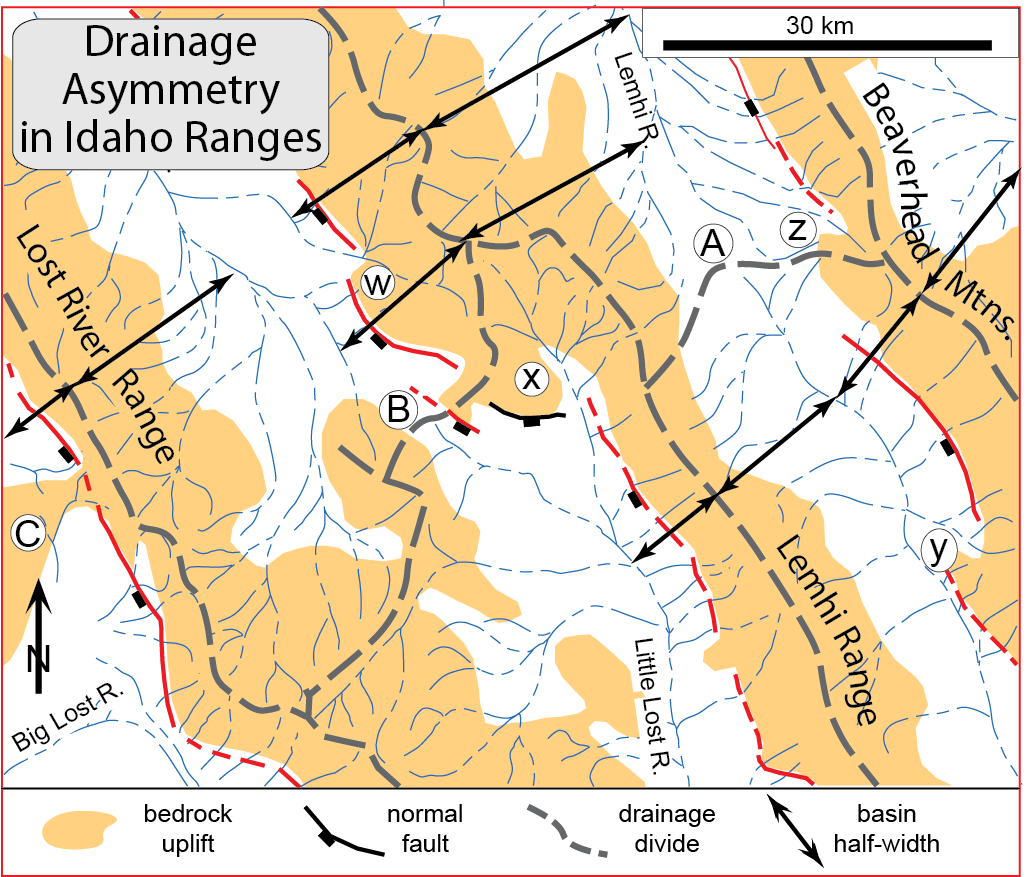 Drainage
Asymmetry
in Idaho Ranges
30 km
Lemhi R.
Beaverhead Mtns.
Lost River Range
A
z
w
x
B
C
y
N
Lemhi Range
Big Lost R.
Little Lost R.
bedrock
uplift
normal
fault
drainage
divide
basin
half-width